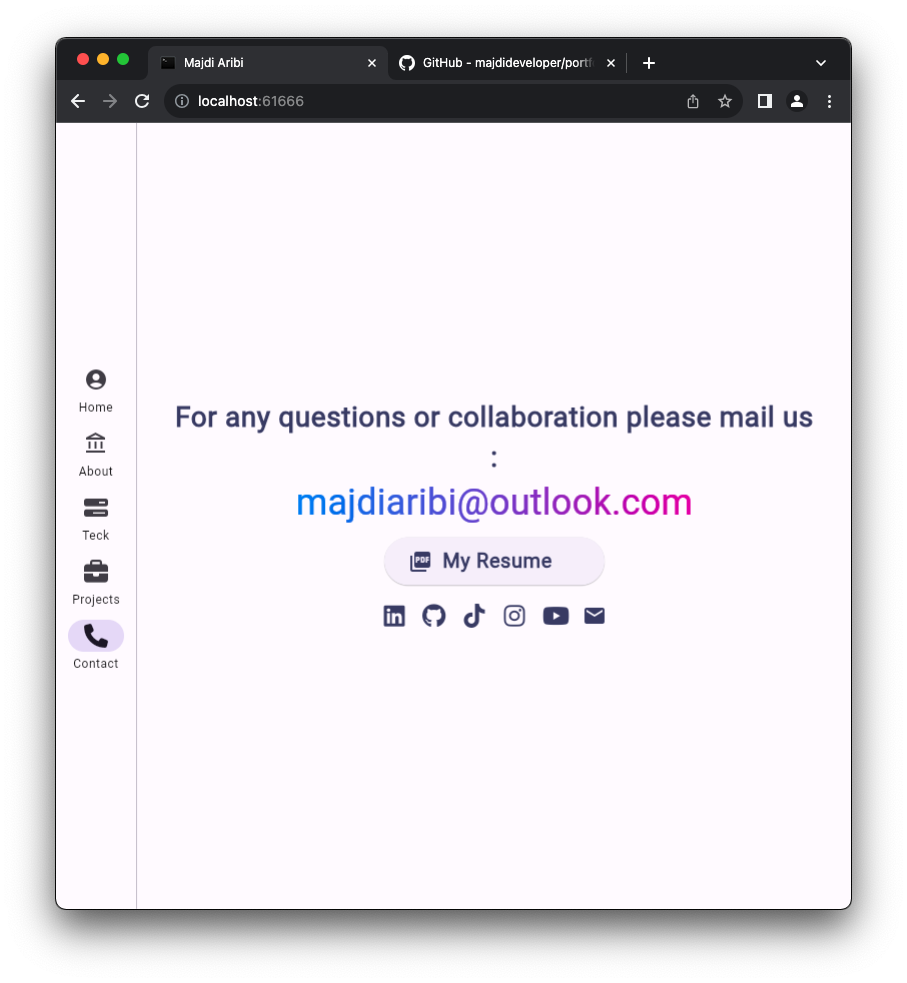 Majdi Aribi
GitHub - majdideveloper/portf
localhost:61666
Home
About
Teck
Projects
Contact
For any questions or collaboration please mail us
:
majdiaribi@outlook.com
PDF My Resume